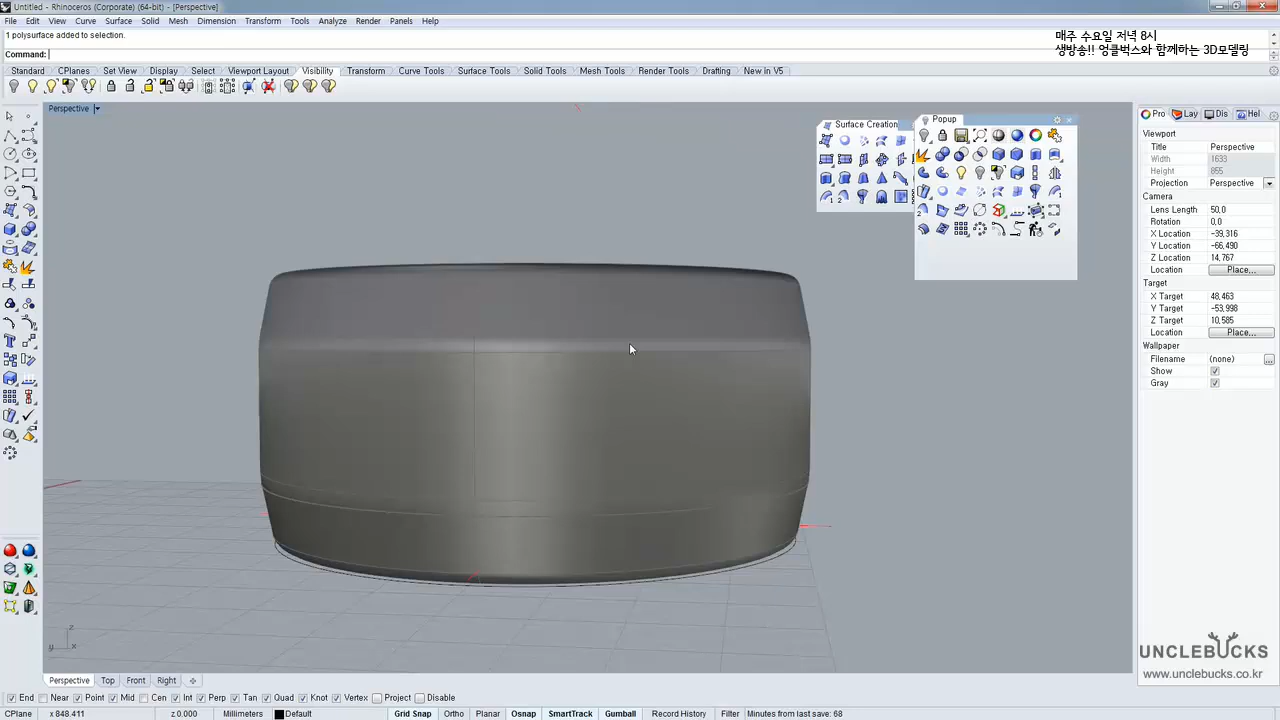 Untitled - Rhinoceros (Corporate) (64-bit) - [Perspective]
File Edit View Curve Surface Solid Mesh Dimension Transform Tools Analyze Render Panels Help
1 polysurface added to selection.
매주 수요일 저녁 8시
Command:
생방송!! 엉클벅스와 함께하는 3D모델링
Standard CPlanes Set View Display Select Viewport Layout Visibility Transform Curve Tools Surface Tools Solid Tools Mesh Tools Render Tools Drafting New in V5
Perspective
Surface Creation
Popup
Pro Lay Dis Hel
Viewport
Title Perspective
Width 1633
Height 855
Projection Perspective
Camera
Lens Length 50,0
Rotation 0,0
X Location -39,316
Y Location -66,490
Z Location 14,767
Location Place...
Target
X Target 48,463
Y Target -53,998
Z Target 10,585
Location Place...
Wallpaper
Filename (none) ...
Show
Gray
z
y x
UNCLEBUCKS
www.unclebucks.co.kr
Perspective Top Front Right
End Near Point Mid Cen Int Perp Tan Quad Knot Vertex Project Disable
CPlane x 848.411 z 0.000 Millimeters Default Grid Snap Ortho Planar Osnap SmartTrack Gumball Record History Filter Minutes from last save: 68